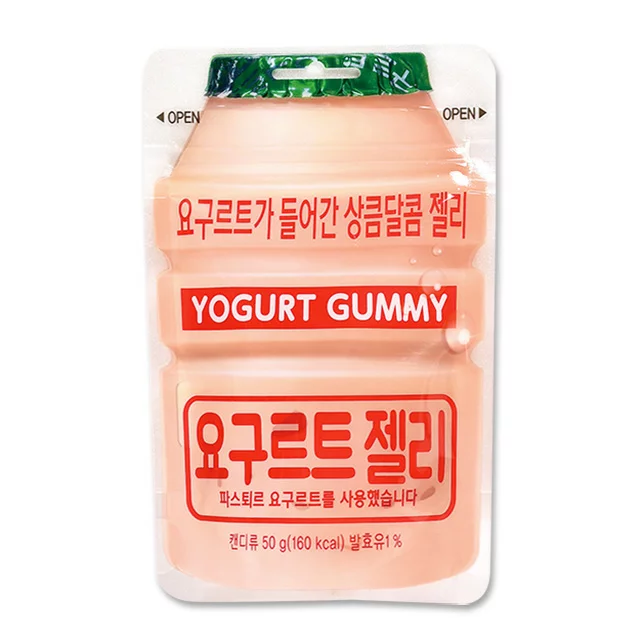 ◀ OPEN
OPEN ▶
요구르트가 들어간 상큼달콤 젤리
YOGURT GUMMY
요구르트 젤리
파스퇴르 요구르트를 사용했습니다
캔디류 50 g(160 kcal) 발효유1 %